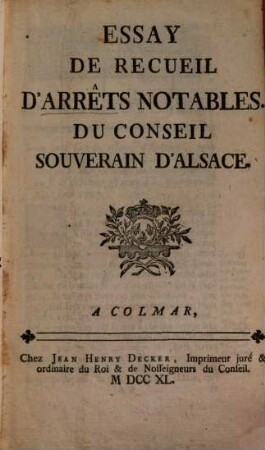 ESSAY
DE RECUEIL
D'ARRÊTS NOTABLES.
DU CONSEIL
SOUVERAIN D'ALSACE.
A COLMAR,
Chez JEAN HENRY DECKER, Imprimeur juré &
ordinaire du Roi & de Nosseigneurs du Conseil.
M DCC XL.